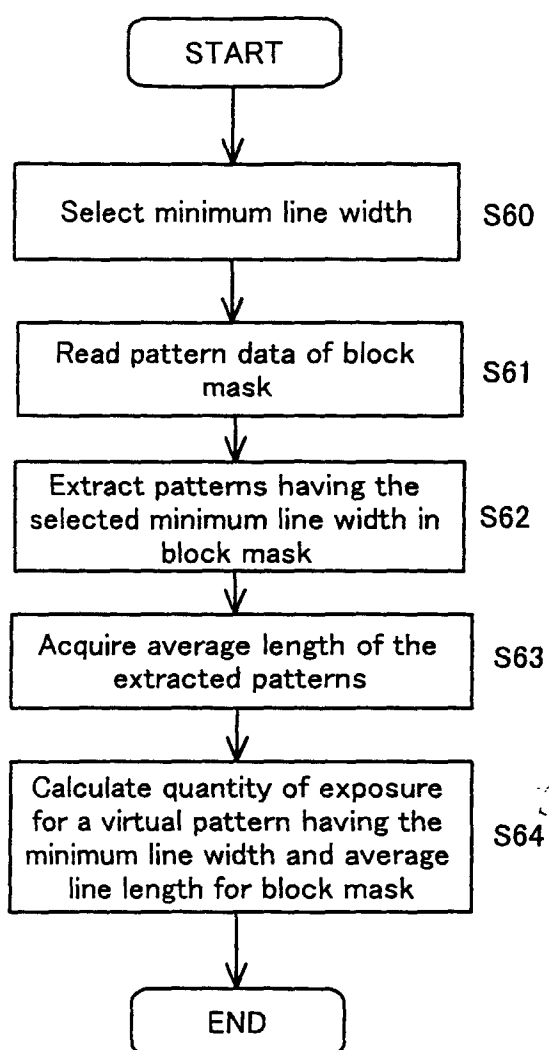 START
Select minimum line width
S60
Read pattern data of block
mask
S61
Extract patterns having the
selected minimum line width in
block mask
S62
Acquire average length of the
extracted patterns
S63
Calculate quantity of exposure
for a virtual pattern having the
minimum line width and average
line length for block mask
S64
END